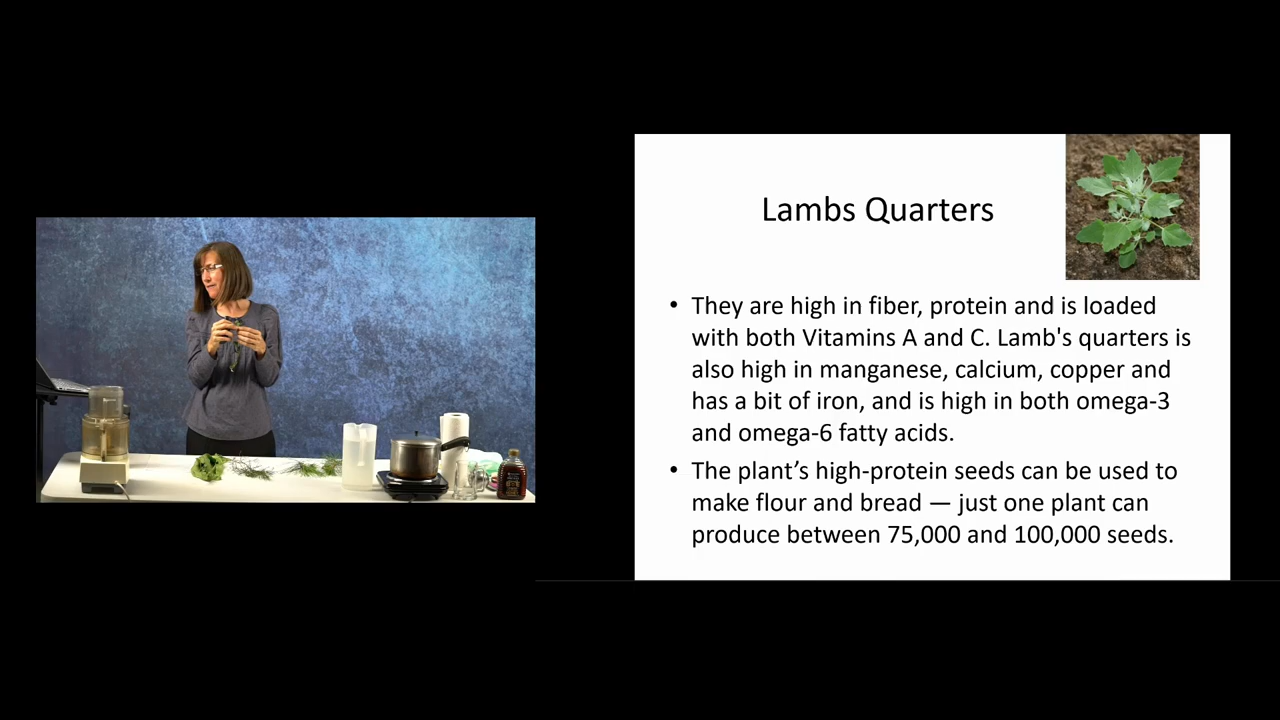 Lambs Quarters
• They are high in fiber, protein and is loaded
with both Vitamins A and C. Lamb's quarters is
also high in manganese, calcium, copper and
has a bit of iron, and is high in both omega-3
and omega-6 fatty acids.
• The plant’s high-protein seeds can be used to
make flour and bread — just one plant can
produce between 75,000 and 100,000 seeds.